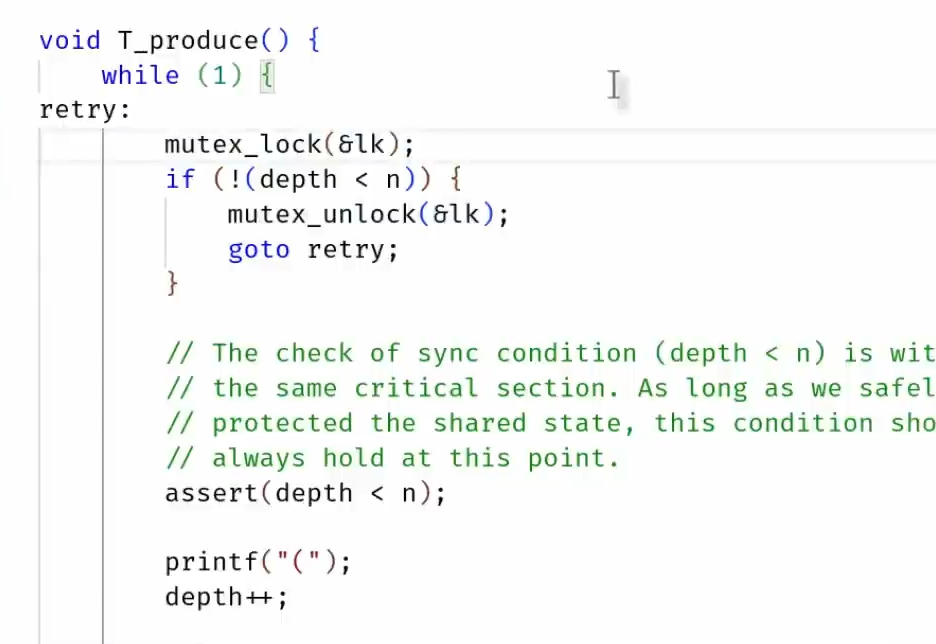 void T_produce() {
while (1) {
retry:
mutex_lock(&lk);
if (!(depth < n)) {
mutex_unlock(&lk);
goto retry;
}
// The check of sync condition (depth < n) is wit
// the same critical section. As long as we safel
// protected the shared state, this condition sho
// always hold at this point.
assert(depth < n);
printf("(");
depth++;